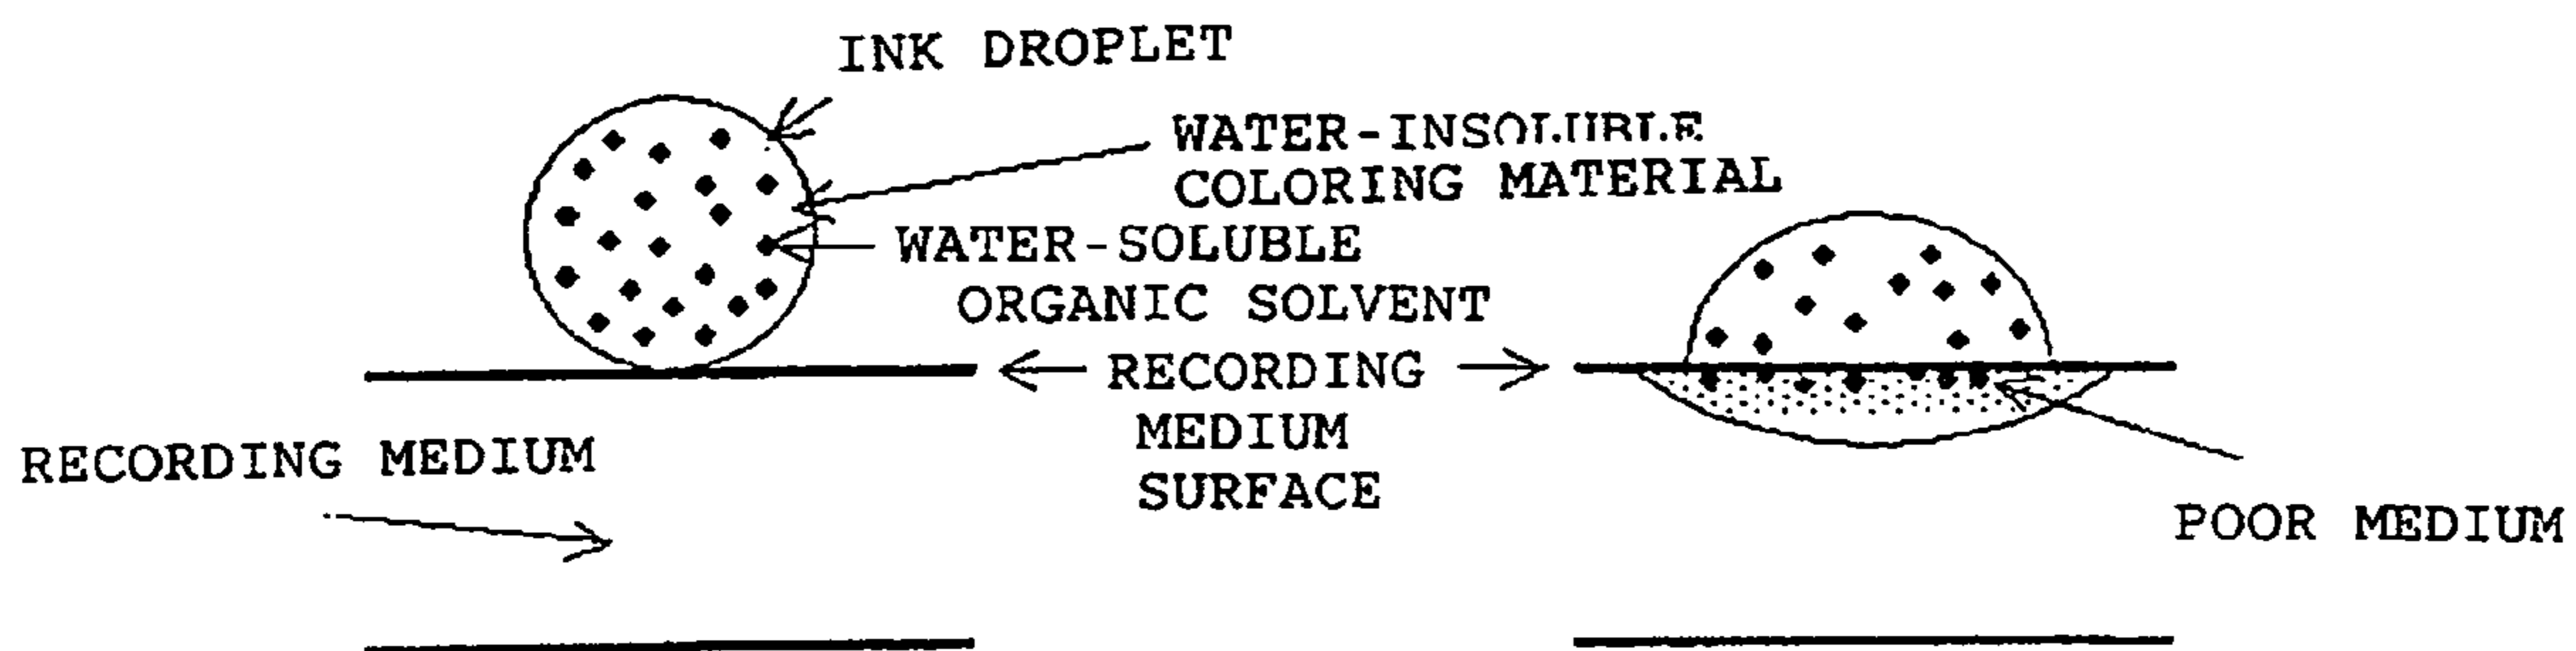 INK DROPLET
WATER-INSOLUBLE
COLORING MATERIAL
WATER-SOLUBLE
ORGANIC SOLVENT
RECORDING
MEDIUM
SURFACE
RECORDING MEDIUM
POOR MEDIUM